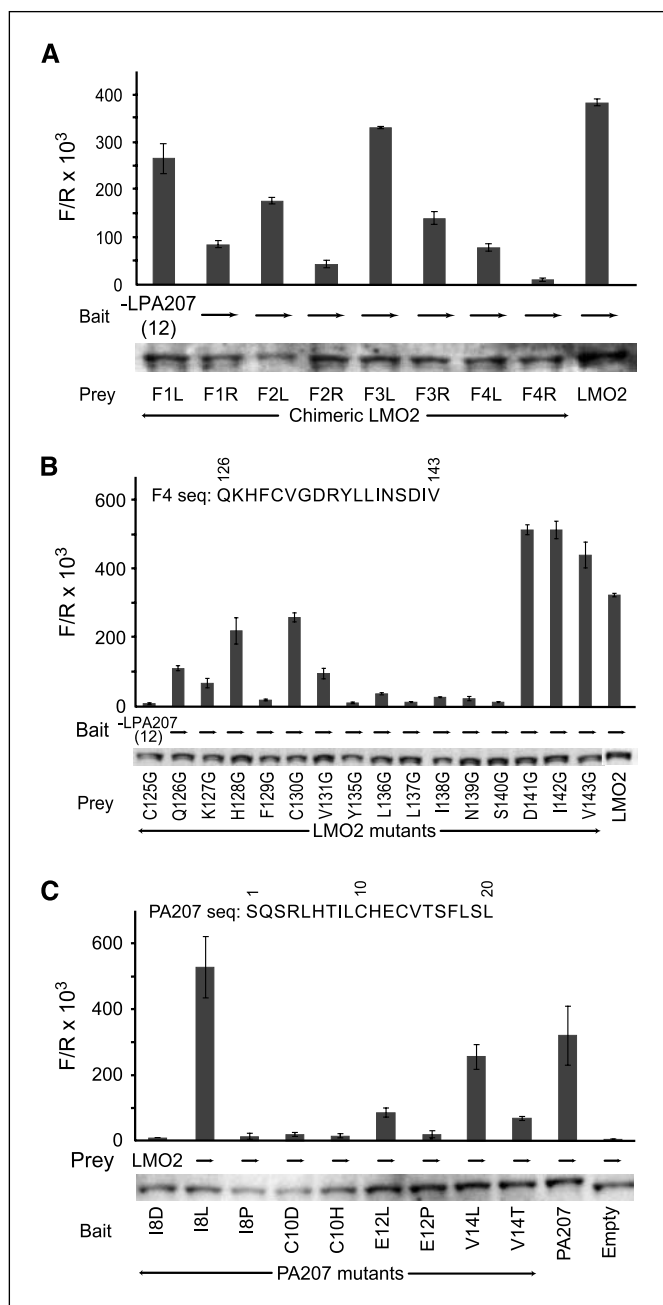 A
F/R x 10³
400
300
200
100
0
Bait
-LPA207
(12)
Prey
F1L F1R F2L F2R F3L F3R F4L F4R LMO2
Chimeric LMO2
B
126
143
F4 seq: QKHFCVGDRYLLINSDIV
F/R x 10³
600
400
200
0
Bait
-LPA207
(12)
Prey
C125G Q126G K127G H128G F129G C130G V131G Y135G L136G L137G I138G N139G S140G D141G I142G V143G LMO2
LMO2 mutants
C
1
10
20
PA207 seq: SQSRLHTILCHECVTSFLSL
F/R x 10³
600
400
200
0
Prey
LMO2
Bait
I8D I8L I8P C10D C10H E12L E12P V14L V14T PA207 Empty
PA207 mutants